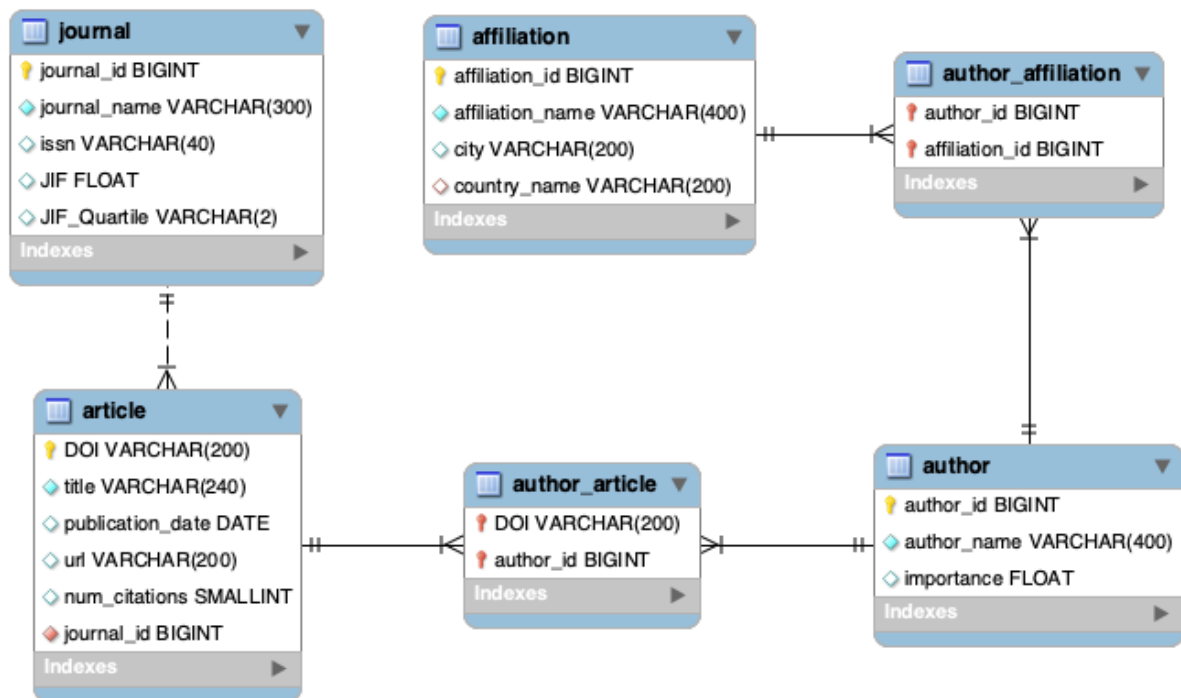 journal
journal_id BIGINT
journal_name VARCHAR(300)
issn VARCHAR(40)
JIF FLOAT
JIF_Quartile VARCHAR(2)
Indexes
affiliation
affiliation_id BIGINT
affiliation_name VARCHAR(400)
city VARCHAR(200)
country_name VARCHAR(200)
Indexes
author_affiliation
author_id BIGINT
affiliation_id BIGINT
Indexes
article
DOI VARCHAR(200)
title VARCHAR(240)
publication_date DATE
url VARCHAR(200)
num_citations SMALLINT
journal_id BIGINT
Indexes
author_article
DOI VARCHAR(200)
author_id BIGINT
Indexes
author
author_id BIGINT
author_name VARCHAR(400)
importance FLOAT
Indexes